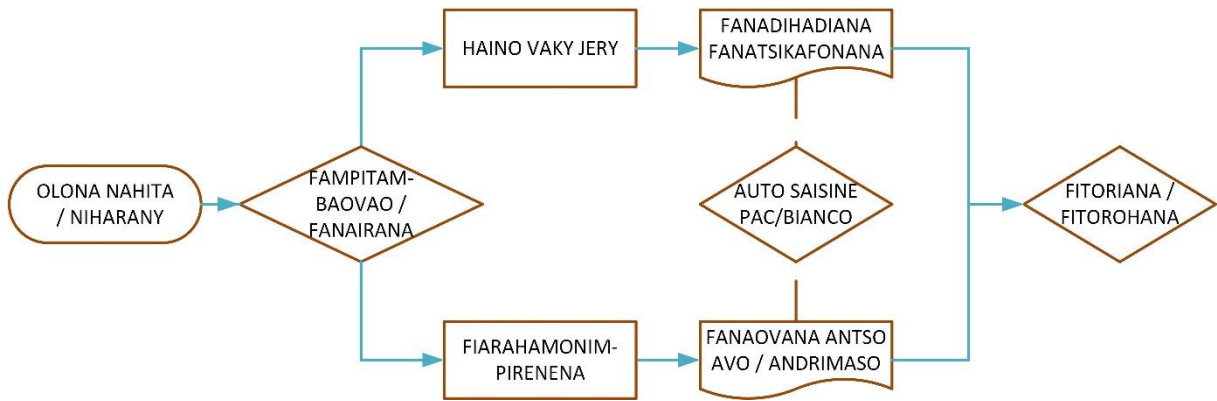 OLONA NAHITA
/ NIHARANY
FAMPITAM-
BAOVAO /
FANAIRANA
HAINO VAKY JERY
FANADIHADIANA
FANATSIKAFONANA
AUTO SAISINE
PAC/BIANCO
FIARAHAMONIM-
PIRENENA
FANAOVANA ANTSO
AVO / ANDRIMASO
FITORIANA /
FITOROHANA